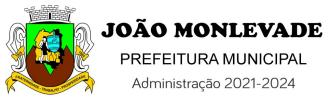 JOÃO MONLEVADE
PREFEITURA MUNICIPAL
Administração 2021-2024